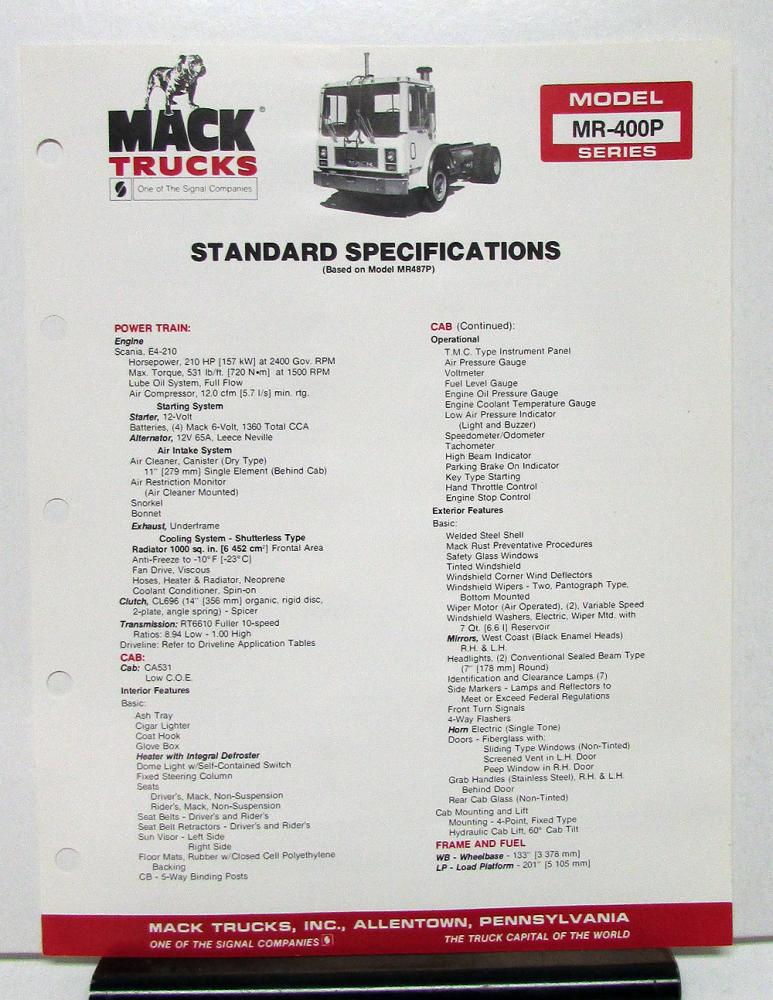 MACK®
TRUCKS
One of The Signal Companies
MACK
MODEL
MR-400P
SERIES
STANDARD SPECIFICATIONS
(Based on Model MR487P)
POWER TRAIN:
Engine
Scania, E4-210
Horsepower, 210 HP [157 kW] at 2400 Gov. RPM
Max. Torque, 531 lb/ft. [720 N•m] at 1500 RPM
Lube Oil System, Full Flow
Air Compressor, 12.0 cfm [5.7 l/s] min. rtg.
Starting System
Starter, 12-Volt
Batteries, (4) Mack 6-Volt, 1360 Total CCA
Alternator, 12V 65A, Leece Neville
Air Intake System
Air Cleaner, Canister (Dry Type)
11" [279 mm] Single Element (Behind Cab)
Air Restriction Monitor
(Air Cleaner Mounted)
Snorkel
Bonnet
Exhaust, Underframe
Cooling System - Shutterless Type
Radiator 1000 sq. in. [6 452 cm²] Frontal Area
Anti-Freeze to -10°F [-23°C]
Fan Drive, Viscous
Hoses, Heater & Radiator, Neoprene
Coolant Conditioner, Spin-on
Clutch, CL696 (14" [356 mm] organic, rigid disc,
2-plate, angle spring) - Spicer
Transmission: RT6610 Fuller 10-speed
Ratios: 8.94 Low - 1.00 High
Driveline: Refer to Driveline Application Tables
CAB:
Cab: CA531
Low C.O.E.
Interior Features
Basic:
Ash Tray
Cigar Lighter
Coat Hook
Glove Box
Heater with Integral Defroster
Dome Light w/Self-Contained Switch
Fixed Steering Column
Seats
Driver's, Mack, Non-Suspension
Rider's, Mack, Non-Suspension
Seat Belts - Driver's and Rider's
Seat Belt Retractors - Driver's and Rider's
Sun Visor - Left Side
Right Side
Floor Mats, Rubber w/Closed Cell Polyethylene
Backing
CB - 5-Way Binding Posts
CAB (Continued):
Operational
T.M.C. Type Instrument Panel
Air Pressure Gauge
Voltmeter
Fuel Level Gauge
Engine Oil Pressure Gauge
Engine Coolant Temperature Gauge
Low Air Pressure Indicator
(Light and Buzzer)
Speedometer/Odometer
Tachometer
High Beam Indicator
Parking Brake On Indicator
Key Type Starting
Hand Throttle Control
Engine Stop Control
Exterior Features
Basic:
Welded Steel Shell
Mack Rust Preventative Procedures
Safety Glass Windows
Tinted Windshield
Windshield Corner Wind Deflectors
Windshield Wipers - Two, Pantograph Type,
Bottom Mounted
Wiper Motor (Air Operated), (2), Variable Speed
Windshield Washers, Electric, Wiper Mtd. with
7 Qt. [6.6 l] Reservoir
Mirrors, West Coast (Black Enamel Heads)
R.H. & L.H.
Headlights, (2) Conventional Sealed Beam Type
(7" [178 mm] Round)
Identification and Clearance Lamps (7)
Side Markers - Lamps and Reflectors to
Meet or Exceed Federal Regulations
Front Turn Signals
4-Way Flashers
Horn Electric (Single Tone)
Doors - Fiberglass with:
Sliding Type Windows (Non-Tinted)
Screened Vent in L.H. Door
Peep Window in R.H. Door
Grab Handles (Stainless Steel), R.H. & L.H.
Behind Door
Rear Cab Glass (Non-Tinted)
Cab Mounting and Lift
Mounting - 4-Point, Fixed Type
Hydraulic Cab Lift, 60° Cab Tilt
FRAME AND FUEL
WB - Wheelbase - 133" [3 378 mm]
LP - Load Platform - 201" [5 105 mm]
MACK TRUCKS, INC., ALLENTOWN, PENNSYLVANIA
ONE OF THE SIGNAL COMPANIES
THE TRUCK CAPITAL OF THE WORLD